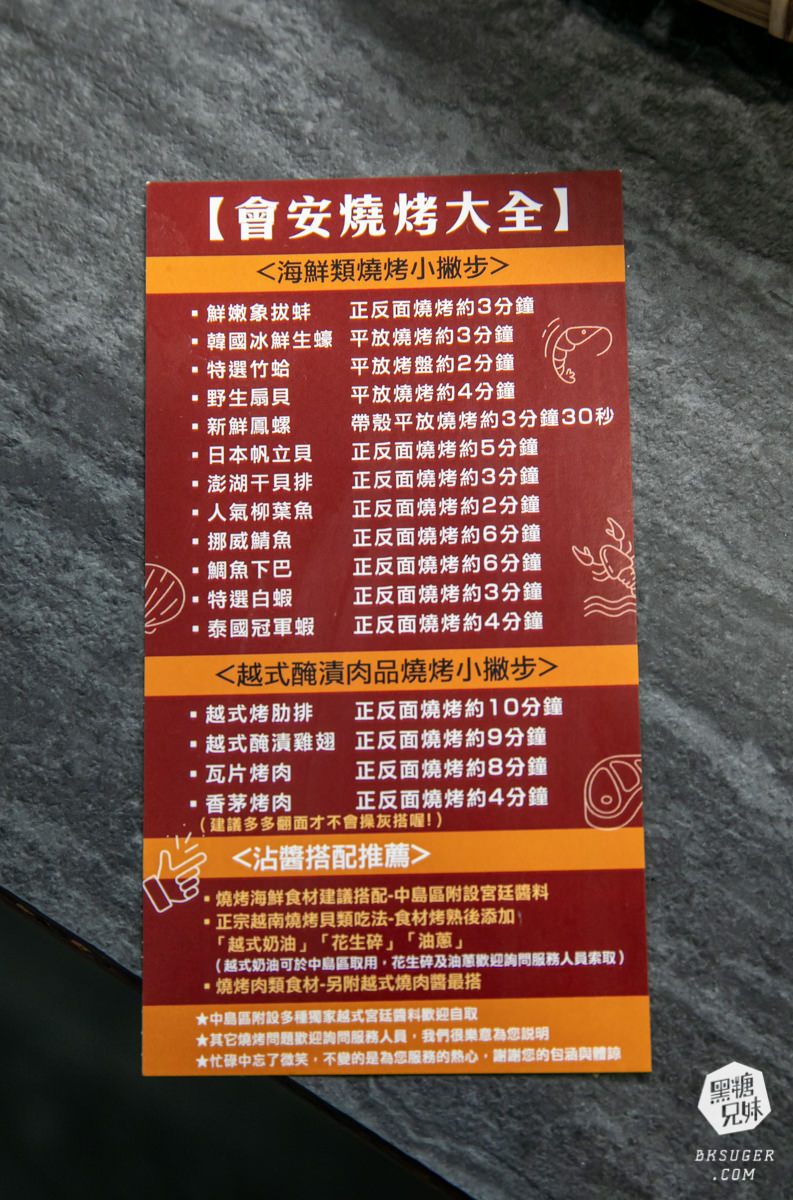 【會安燒烤大全】
<海鮮類燒烤小撇步>
▪鮮嫩象拔蚌 正反面燒烤約3分鐘
▪韓國冰鮮生蠔 平放燒烤約3分鐘
▪特選竹蛤 平放烤盤約2分鐘
▪野生扇貝 平放燒烤約4分鐘
▪新鮮鳳螺 帶殼平放燒烤約3分鐘30秒
▪日本帆立貝 正反面燒烤約5分鐘
▪澎湖干貝排 正反面燒烤約3分鐘
▪人氣柳葉魚 正反面燒烤約2分鐘
▪挪威鯖魚 正反面燒烤約6分鐘
▪鯛魚下巴 正反面燒烤約6分鐘
▪特選白蝦 正反面燒烤約3分鐘
▪泰國冠軍蝦 正反面燒烤約4分鐘
<越式醃漬肉品燒烤小撇步>
▪越式烤肋排 正反面燒烤約10分鐘
▪越式醃漬雞翅 正反面燒烤約9分鐘
▪瓦片烤肉 正反面燒烤約8分鐘
▪香茅烤肉 正反面燒烤約4分鐘
(建議多多翻面才不會操灰搭喔!)
<沾醬搭配推薦>
▪燒烤海鮮食材建議搭配-中島區附設宮廷醬料
▪正宗越南燒烤貝類吃法-食材烤熟後添加
「越式奶油」「花生碎」「油蔥」
(越式奶油可於中島區取用，花生碎及油蔥歡迎詢問服務人員索取)
▪燒烤肉類食材-另附越式燒肉醬最搭
★中島區附設多種獨家越式宮廷醬料歡迎自取
★其它燒烤問題歡迎詢問服務人員，我們很樂意為您說明
★忙碌中忘了微笑，不變的是為您服務的熱心，謝謝您的包涵與體諒
黑糖
兄妹
BKSUGER
.COM